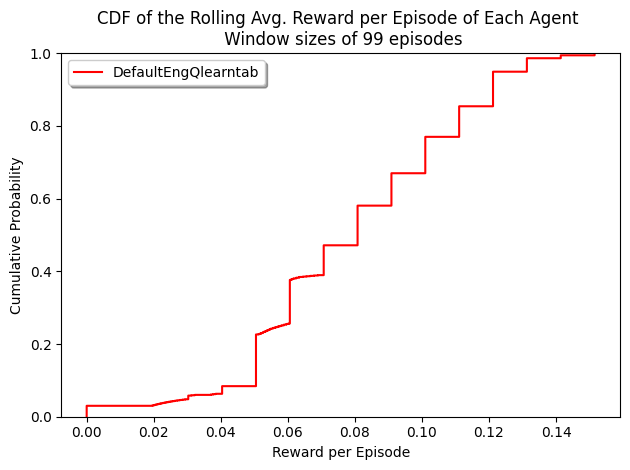 CDF of the Rolling Avg. Reward per Episode of Each Agent
Window sizes of 99 episodes
DefaultEngQlearntab
Cumulative Probability
1.0
0.8
0.6
0.4
0.2
0.0
0.00 0.02 0.04 0.06 0.08 0.10 0.12 0.14
Reward per Episode